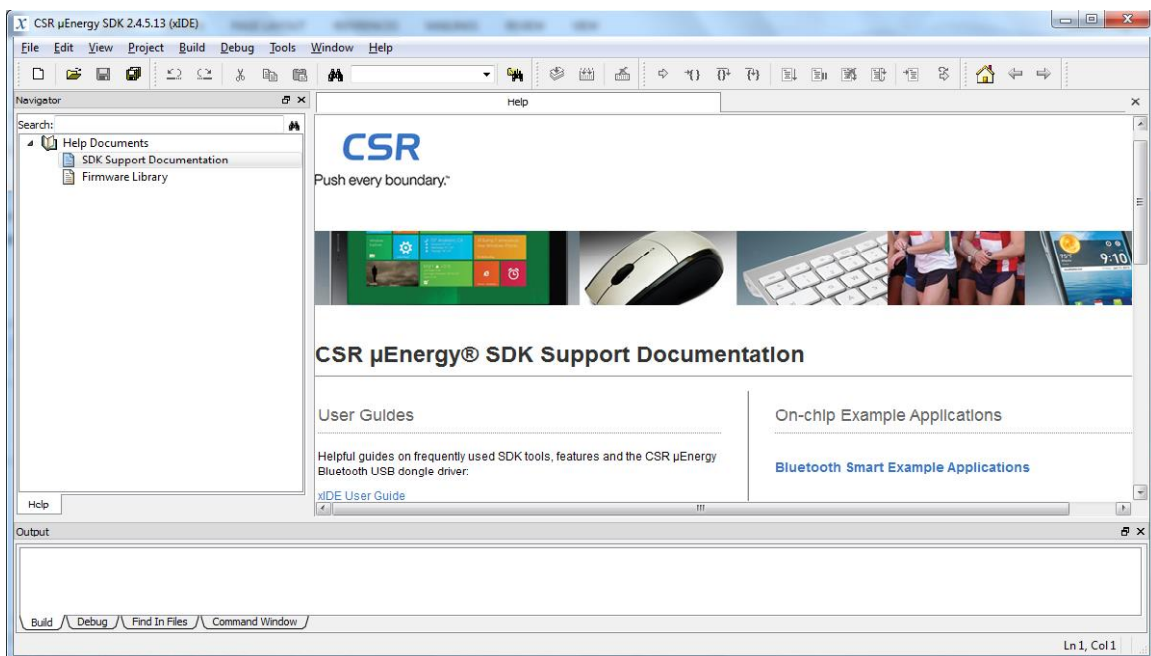 CSR µEnergy SDK 2.4.5.13 (xIDE)
File Edit View Project Build Debug Tools Window Help
Navigator
Help
Search:
Help Documents
SDK Support Documentation
Firmware Library
CSR
Push every boundary.™
9:10
CSR µEnergy® SDK Support Documentation
User Guides
On-chip Example Applications
Helpful guides on frequently used SDK tools, features and the CSR µEnergy
Bluetooth USB dongle driver:
Bluetooth Smart Example Applications
xIDE User Guide
Help
Output
Build Debug Find In Files Command Window
Ln 1, Col 1